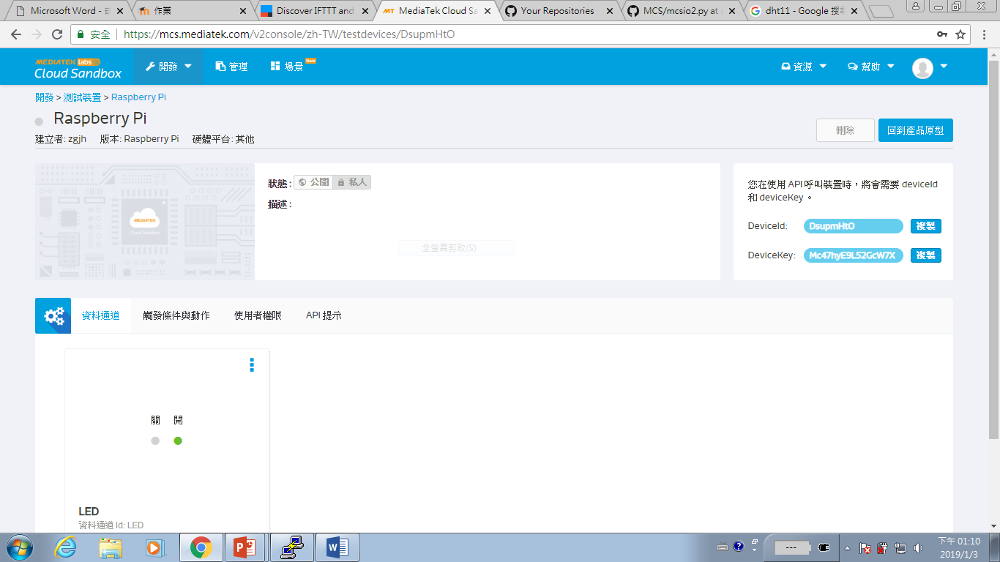 Microsoft Word - 
作業
Discover IFTTT and
MediaTek Cloud Sa
Your Repositories
MCS/mcsio2.py at
dht11 - Google 搜尋
安全 https://mcs.mediatek.com/v2console/zh-TW/testdevices/DsupmHtO
MEDIATEK labs
Cloud Sandbox
開發
管理
場景
New
資源
幫助
開發 > 測試裝置 > Raspberry Pi
Raspberry Pi
建立者: zgjh 版本: Raspberry Pi 硬體平台: 其他
刪除
回到產品原型
MEDIATEK
Cloud Sandbox
狀態 : 公開 私人
描述 :
全螢幕剪取(S)
您在使用 API 呼叫裝置時，將會需要 deviceId
和 deviceKey 。
DeviceId: DsupmHtO 複製
DeviceKey: Mc47hyE9L52GcW7X 複製
資料通道
觸發條件與動作
使用者權限
API 提示
關 開
LED
資料通道 Id: LED
---
下午 01:10
2019/1/3